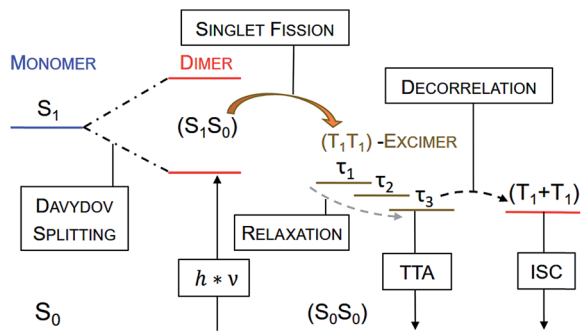 SINGLET FISSION
MONOMER
DIMER
DECORRELATION
S₁
(S₁S₀)
(T₁T₁) -EXCIMER
τ₁
τ₂
τ₃
(T₁+T₁)
DAVYDOV
SPLITTING
RELAXATION
h * ν
TTA
ISC
S₀
(S₀S₀)